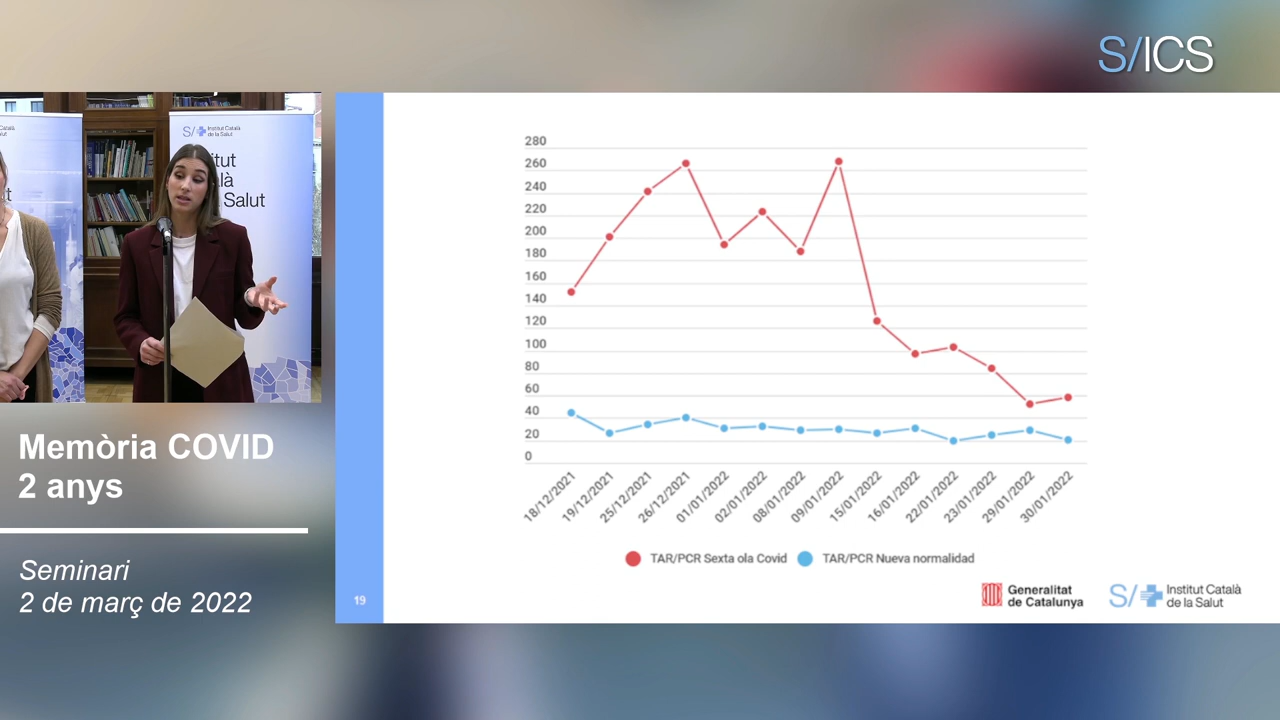 S/ICS
S/ Institut Català
de la Salut
Salut
Memòria COVID
2 anys
Seminari
2 de març de 2022
280
260
240
220
200
180
160
140
120
100
80
60
40
20
0
18/12/2021
19/12/2021
25/12/2021
26/12/2021
01/01/2022
02/01/2022
08/01/2022
09/01/2022
15/01/2022
16/01/2022
22/01/2022
23/01/2022
29/01/2022
30/01/2022
TAR/PCR Sexta ola Covid TAR/PCR Nueva normalidad
19
Generalitat
de Catalunya
S/ Institut Català
de la Salut